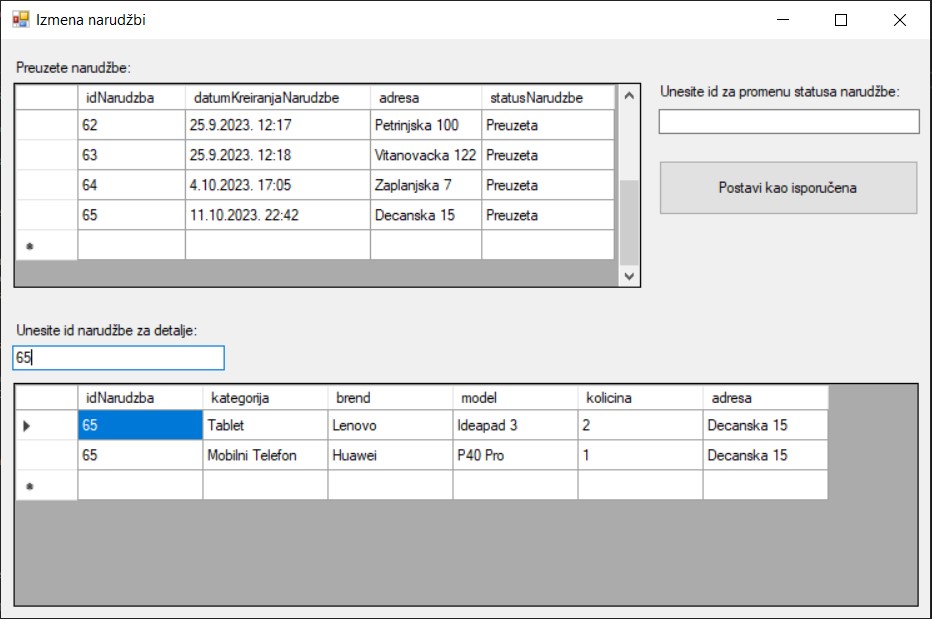 Izmena narudžbi
Preuzete narudžbe:
idNarudzba datumKreiranjaNarudzbe adresa statusNarudzbe
62 25.9.2023. 12:17 Petrinjska 100 Preuzeta
63 25.9.2023. 12:18 Vitanovacka 122 Preuzeta
64 4.10.2023. 17:05 Zaplanjska 7 Preuzeta
65 11.10.2023. 22:42 Decanska 15 Preuzeta
Unesite id za promenu statusa narudžbe:
Postavi kao isporučena
Unesite id narudžbe za detalje:
65
idNarudzba kategorija brend model kolicina adresa
65 Tablet Lenovo Ideapad 3 2 Decanska 15
65 Mobilni Telefon Huawei P40 Pro 1 Decanska 15